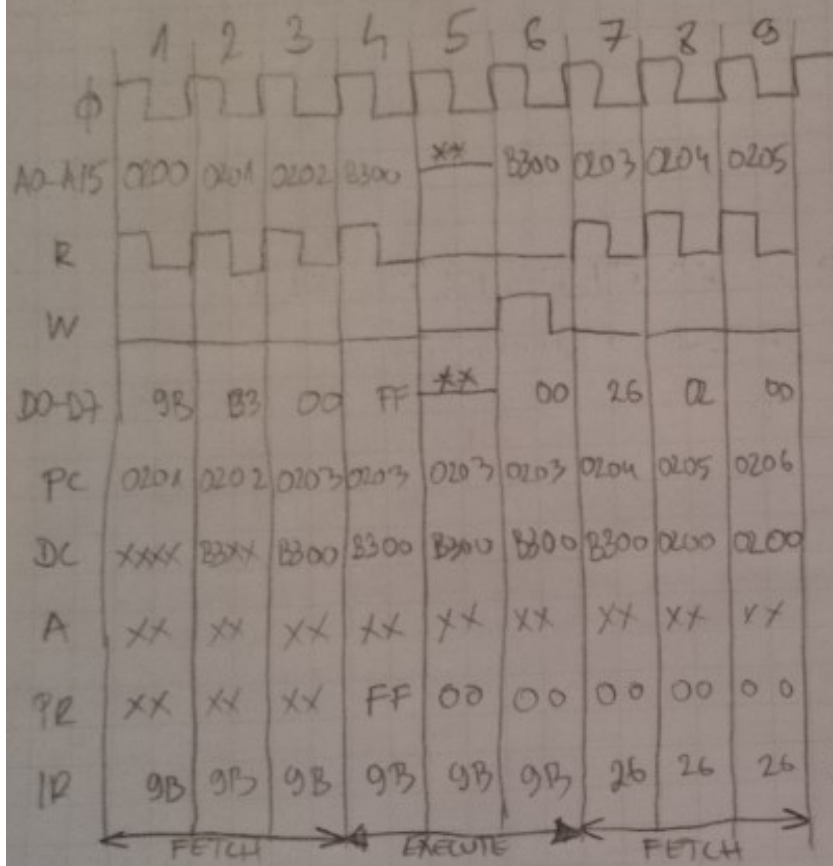 1 2 3 4 5 6 7 8 9
Φ
A0-A15 0200 0201 0202 B300 xx B300 0203 0204 0205
R
W
D0-D7 9B B3 00 FF xx 00 26 02 00
PC 0201 0202 0203 0203 0203 0203 0204 0205 0206
DC xxxx B3xx B300 B300 B300 B300 B300 0200 0200
A xx xx xx xx xx xx xx xx xx
PR xx xx xx FF 00 00 00 00 00
IR 9B 9B 9B 9B 9B 9B 26 26 26
FETCH EXECUTE FETCH